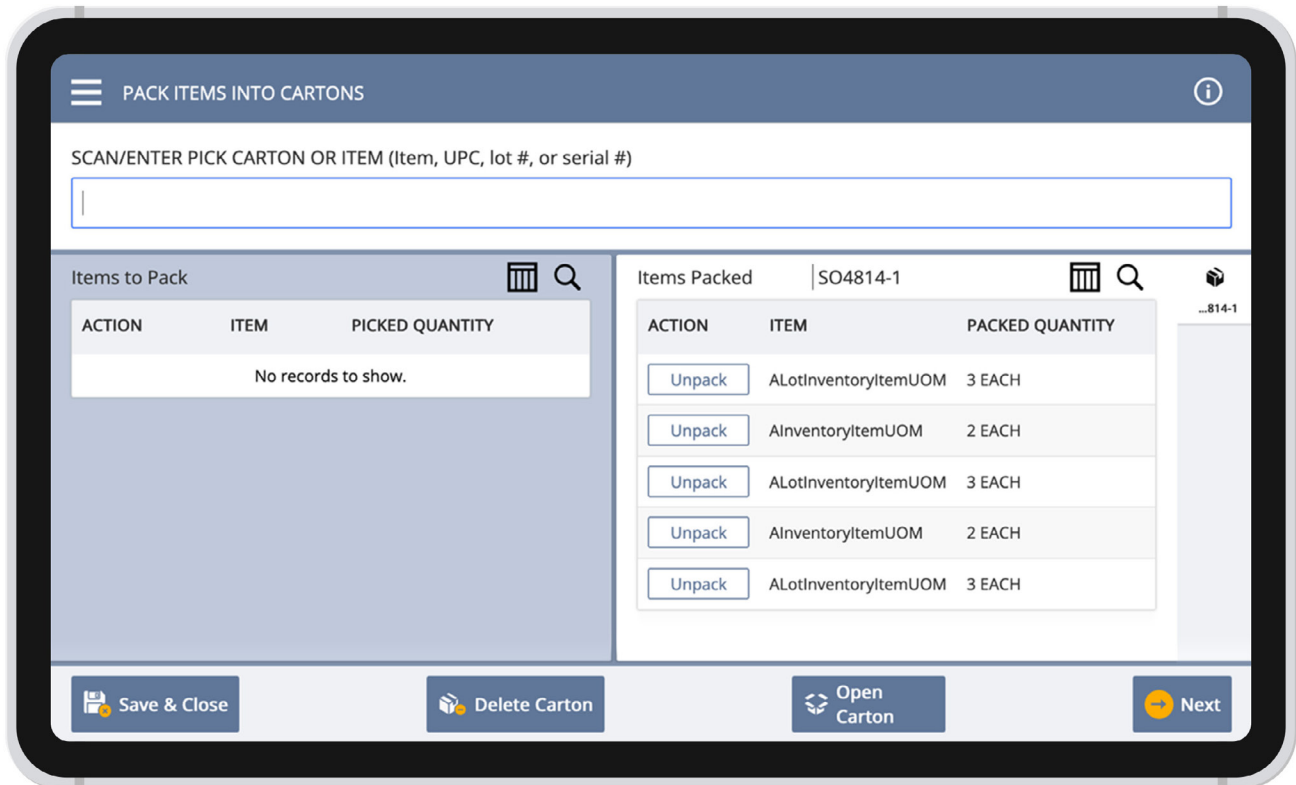 PACK ITEMS INTO CARTONS
SCAN/ENTER PICK CARTON OR ITEM (Item, UPC, lot #, or serial #)
Items to Pack
ACTION ITEM PICKED QUANTITY
No records to show.
Items Packed SO4814-1
...814-1
ACTION ITEM PACKED QUANTITY
Unpack ALotInventoryItemUOM 3 EACH
Unpack AInventoryItemUOM 2 EACH
Unpack ALotInventoryItemUOM 3 EACH
Unpack AInventoryItemUOM 2 EACH
Unpack ALotInventoryItemUOM 3 EACH
Save & Close
Delete Carton
Open
Carton
Next